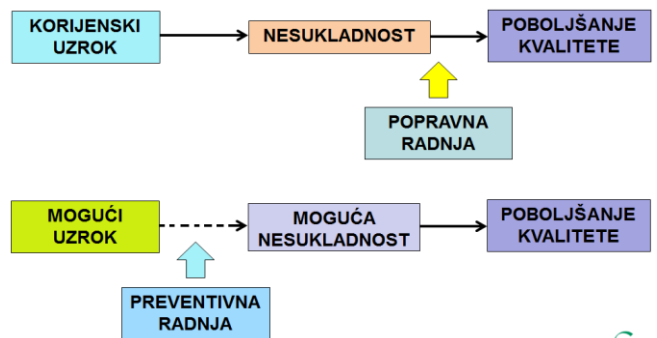 KORIJENSKI
UZROK
NESUKLADNOST
POBOLJŠANJE
KVALITETE
POPRAVNA
RADNJA
MOGUĆI
UZROK
MOGUĆA
NESUKLADNOST
POBOLJŠANJE
KVALITETE
PREVENTIVNA
RADNJA